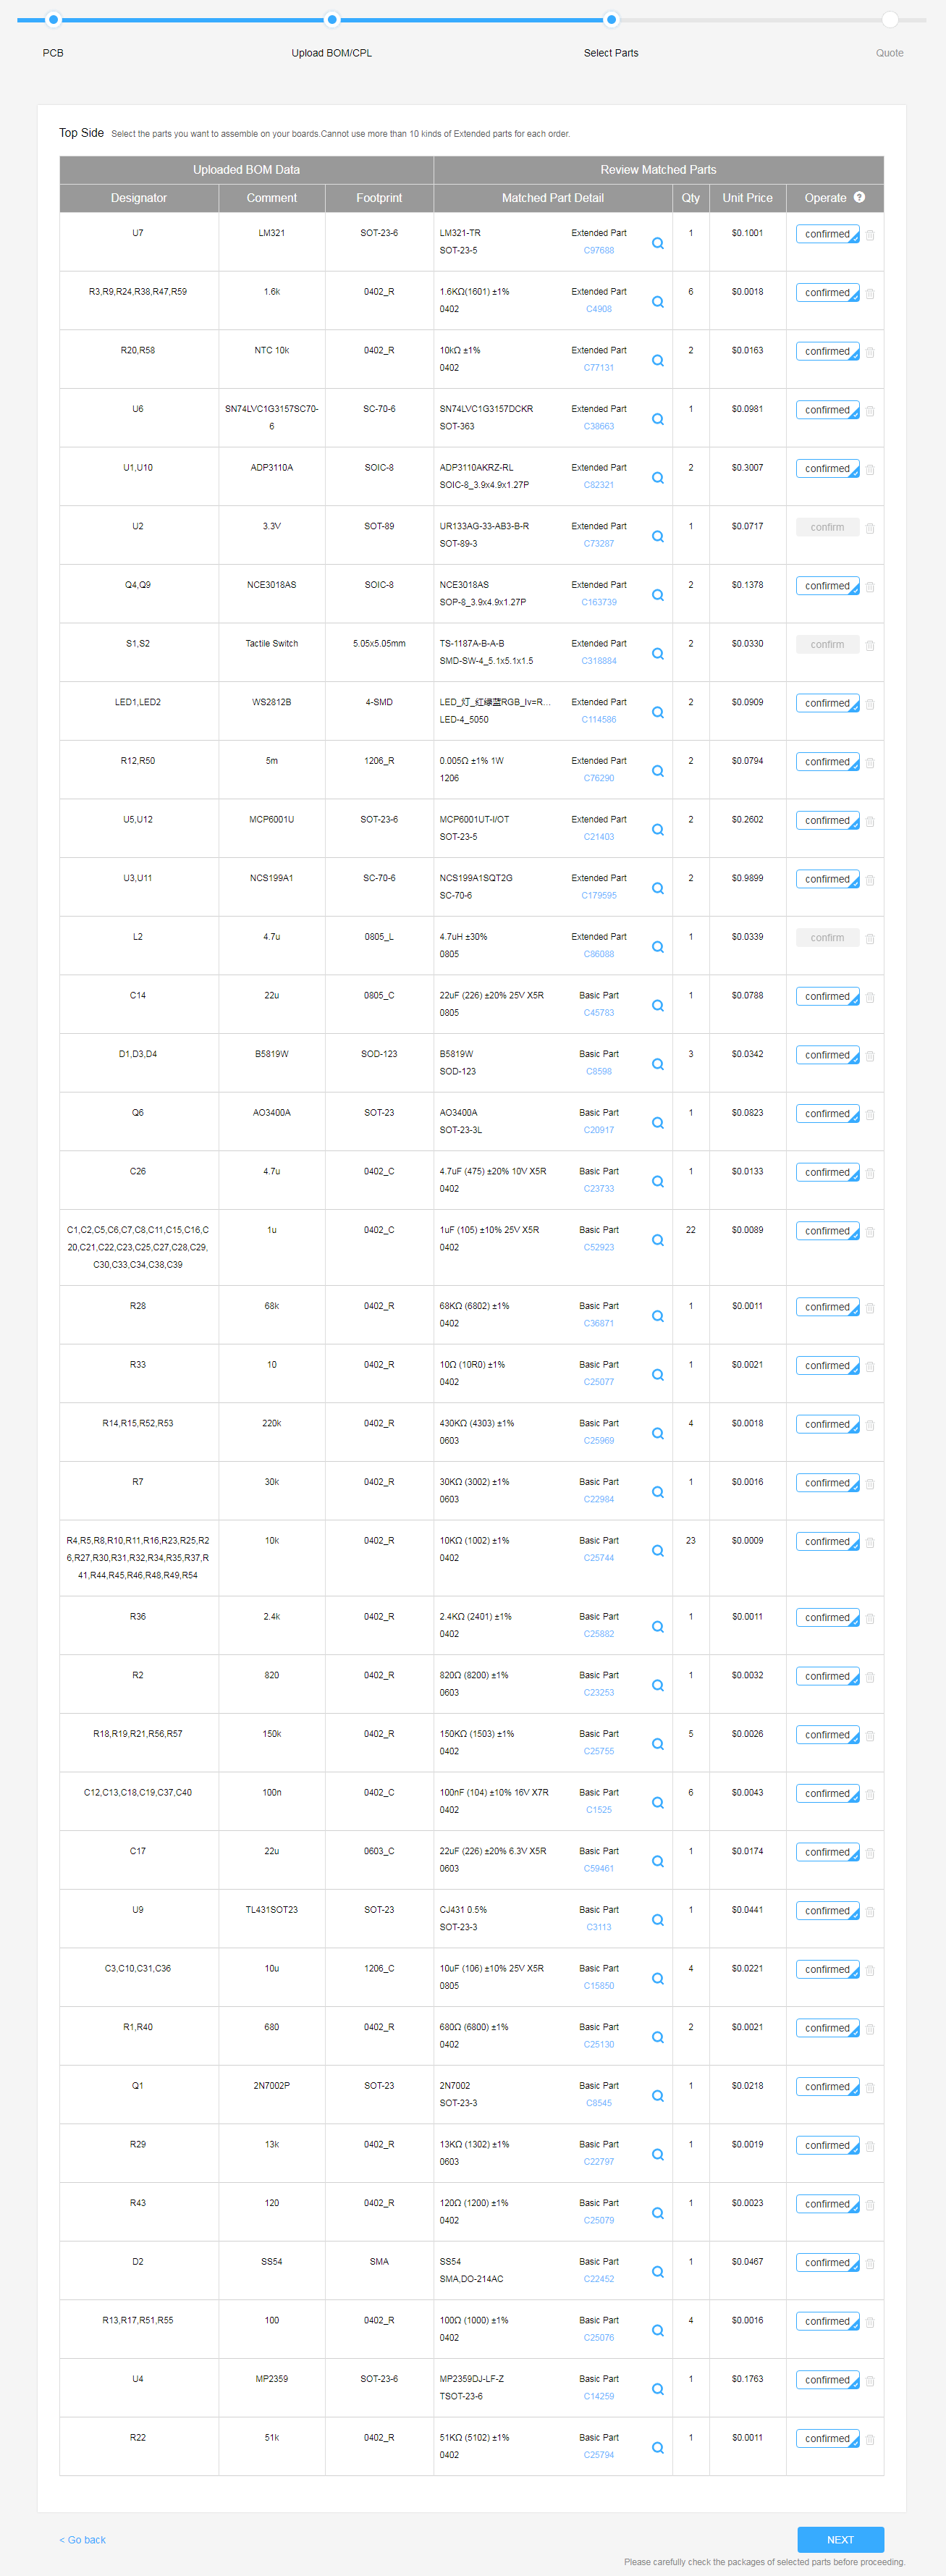 PCB
Upload BOM/CPL
Select Parts
Quote
Top Side Select the parts you want to assemble on your boards.Cannot use more than 10 kinds of Extended parts for each order.
Uploaded BOM Data Review Matched Parts
Designator Comment Footprint Matched Part Detail Qty Unit Price Operate ?
U7 LM321 SOT-23-6 LM321-TR Extended Part 1 $0.1001 confirmed
SOT-23-5 C97688
R3,R9,R24,R38,R47,R59 1.6k 0402_R 1.6KΩ(1601) ±1% Extended Part 6 $0.0018 confirmed
0402 C4908
R20,R58 NTC 10k 0402_R 10kΩ ±1% Extended Part 2 $0.0163 confirmed
0402 C77131
U6 SN74LVC1G3157SC70- SC-70-6 SN74LVC1G3157DCKR Extended Part 1 $0.0981 confirmed
6 SOT-363 C38663
U1,U10 ADP3110A SOIC-8 ADP3110AKRZ-RL Extended Part 2 $0.3007 confirmed
SOIC-8_3.9x4.9x1.27P C82321
U2 3.3V SOT-89 UR133AG-33-AB3-B-R Extended Part 1 $0.0717 confirm
SOT-89-3 C73287
Q4,Q9 NCE3018AS SOIC-8 NCE3018AS Extended Part 2 $0.1378 confirmed
SOP-8_3.9x4.9x1.27P C163739
S1,S2 Tactile Switch 5.05x5.05mm TS-1187A-B-A-B Extended Part 2 $0.0330 confirm
SMD-SW-4_5.1x5.1x1.5 C318884
LED1,LED2 WS2812B 4-SMD LED_灯_红绿蓝RGB_Iv=R... Extended Part 2 $0.0909 confirmed
LED-4_5050 C114586
R12,R50 5m 1206_R 0.005Ω ±1% 1W Extended Part 2 $0.0794 confirmed
1206 C76290
U5,U12 MCP6001U SOT-23-6 MCP6001UT-I/OT Extended Part 2 $0.2602 confirmed
SOT-23-5 C21403
U3,U11 NCS199A1 SC-70-6 NCS199A1SQT2G Extended Part 2 $0.9899 confirmed
SC-70-6 C179595
L2 4.7u 0805_L 4.7uH ±30% Extended Part 1 $0.0339 confirm
0805 C86088
C14 22u 0805_C 22uF (226) ±20% 25V X5R Basic Part 1 $0.0788 confirmed
0805 C45783
D1,D3,D4 B5819W SOD-123 B5819W Basic Part 3 $0.0342 confirmed
SOD-123 C8598
Q6 AO3400A SOT-23 AO3400A Basic Part 1 $0.0823 confirmed
SOT-23-3L C20917
C26 4.7u 0402_C 4.7uF (475) ±20% 10V X5R Basic Part 1 $0.0133 confirmed
0402 C23733
C1,C2,C5,C6,C7,C8,C11,C15,C16,C 1u 0402_C 1uF (105) ±10% 25V X5R Basic Part 22 $0.0089 confirmed
20,C21,C22,C23,C25,C27,C28,C29, 0402 C52923
C30,C33,C34,C38,C39
R28 68k 0402_R 68KΩ (6802) ±1% Basic Part 1 $0.0011 confirmed
0402 C36871
R33 10 0402_R 10Ω (10R0) ±1% Basic Part 1 $0.0021 confirmed
0402 C25077
R14,R15,R52,R53 220k 0402_R 430KΩ (4303) ±1% Basic Part 4 $0.0018 confirmed
0603 C25969
R7 30k 0402_R 30KΩ (3002) ±1% Basic Part 1 $0.0016 confirmed
0603 C22984
R4,R5,R8,R10,R11,R16,R23,R25,R2 10k 0402_R 10KΩ (1002) ±1% Basic Part 23 $0.0009 confirmed
6,R27,R30,R31,R32,R34,R35,R37,R 0402 C25744
41,R44,R45,R46,R48,R49,R54
R36 2.4k 0402_R 2.4KΩ (2401) ±1% Basic Part 1 $0.0011 confirmed
0402 C25882
R2 820 0402_R 820Ω (8200) ±1% Basic Part 1 $0.0032 confirmed
0603 C23253
R18,R19,R21,R56,R57 150k 0402_R 150KΩ (1503) ±1% Basic Part 5 $0.0026 confirmed
0402 C25755
C12,C13,C18,C19,C37,C40 100n 0402_C 100nF (104) ±10% 16V X7R Basic Part 6 $0.0043 confirmed
0402 C1525
C17 22u 0603_C 22uF (226) ±20% 6.3V X5R Basic Part 1 $0.0174 confirmed
0603 C59461
U9 TL431SOT23 SOT-23 CJ431 0.5% Basic Part 1 $0.0441 confirmed
SOT-23-3 C3113
C3,C10,C31,C36 10u 1206_C 10uF (106) ±10% 25V X5R Basic Part 4 $0.0221 confirmed
0805 C15850
R1,R40 680 0402_R 680Ω (6800) ±1% Basic Part 2 $0.0021 confirmed
0402 C25130
Q1 2N7002P SOT-23 2N7002 Basic Part 1 $0.0218 confirmed
SOT-23-3 C8545
R29 13k 0402_R 13KΩ (1302) ±1% Basic Part 1 $0.0019 confirmed
0603 C22797
R43 120 0402_R 120Ω (1200) ±1% Basic Part 1 $0.0023 confirmed
0402 C25079
D2 SS54 SMA SS54 Basic Part 1 $0.0467 confirmed
SMA,DO-214AC C22452
R13,R17,R51,R55 100 0402_R 100Ω (1000) ±1% Basic Part 4 $0.0016 confirmed
0402 C25076
U4 MP2359 SOT-23-6 MP2359DJ-LF-Z Basic Part 1 $0.1763 confirmed
TSOT-23-6 C14259
R22 51k 0402_R 51KΩ (5102) ±1% Basic Part 1 $0.0011 confirmed
0402 C25794
< Go back NEXT
Please carefully check the packages of selected parts before proceeding.